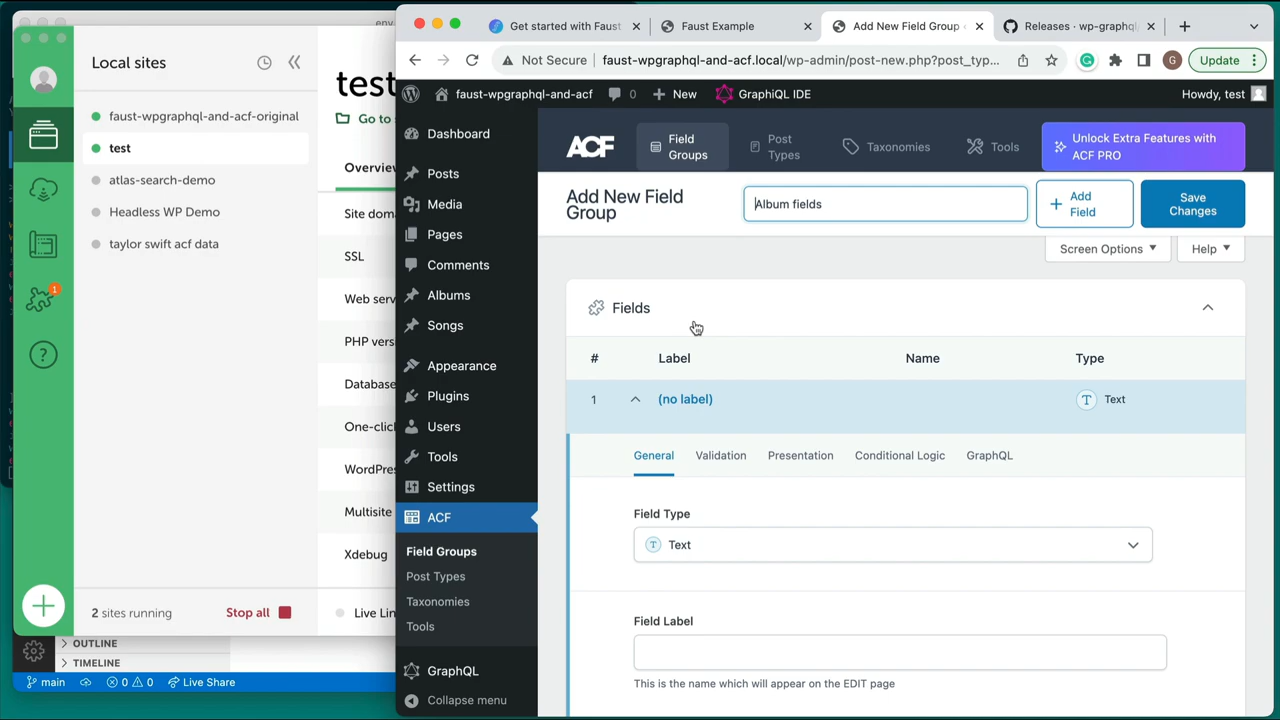 env
Local sites
faust-wpgraphql-and-acf-original
test
atlas-search-demo
Headless WP Demo
taylor swift acf data
2 sites running
Stop all
test
Go to s
Overvie
Site doma
SSL
Web serv
PHP vers
Database
One-click
WordPres
Multisite
Xdebug
Live Lin
1
OUTLINE
TIMELINE
main
0
0
Live Share
Get started with Faust
Faust Example
Add New Field Group
Releases · wp-graphql
Not Secure
faust-wpgraphql-and-acf.local/wp-admin/post-new.php?post_typ...
G
G
Update
faust-wpgraphql-and-acf
0
New
GraphiQL IDE
Howdy, test
Dashboard
Posts
Media
Pages
Comments
Albums
Songs
Appearance
Plugins
Users
Tools
Settings
ACF
Field Groups
Post Types
Taxonomies
Tools
GraphQL
Collapse menu
ACF
Field
Groups
Post
Types
Taxonomies
Tools
Unlock Extra Features with
ACF PRO
Add New Field
Group
Album fields
Add
Field
Save
Changes
Screen Options
Help
Fields
#
Label
Name
Type
1
(no label)
T
Text
General
Validation
Presentation
Conditional Logic
GraphQL
Field Type
T
Text
Field Label
This is the name which will appear on the EDIT page